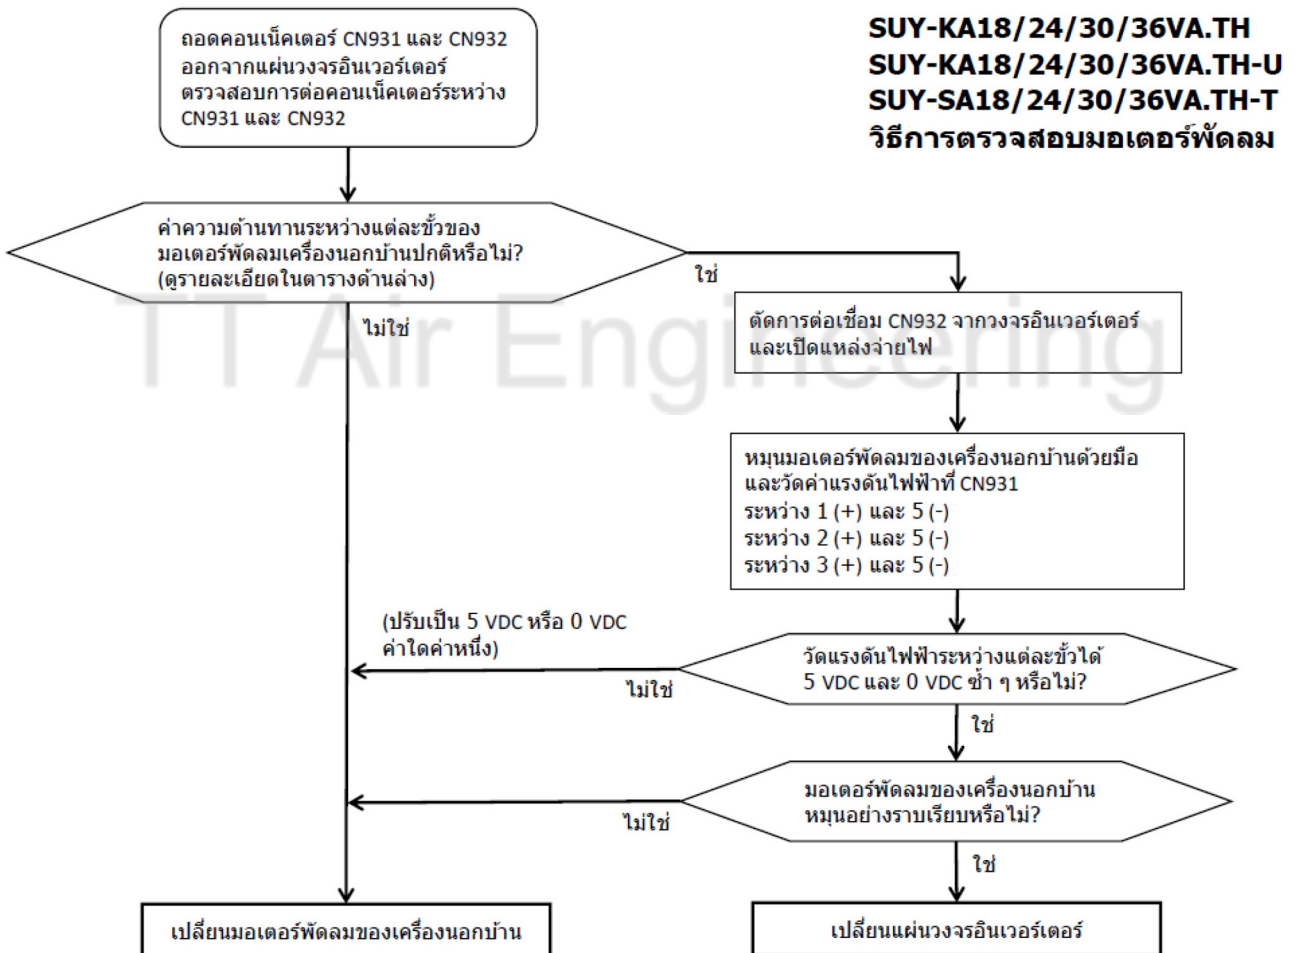 SUY-KA18/24/30/36VA.TH
SUY-KA18/24/30/36VA.TH-U
SUY-SA18/24/30/36VA.TH-T
วิธีการตรวจสอบมอเตอร์พัดลม
ถอดคอนเน็คเตอร์ CN931 และ CN932
ออกจากแผ่นวงจรอินเวอร์เตอร์
ตรวจสอบการต่อคอนเน็คเตอร์ระหว่าง
CN931 และ CN932
ค่าความต้านทานระหว่างแต่ละขั้วของ
มอเตอร์พัดลมเครื่องนอกบ้านปกติหรือไม่?
(ดูรายละเอียดในตารางด้านล่าง)
ใช่
ไม่ใช่
ตัดการต่อเชื่อม CN932 จากวงจรอินเวอร์เตอร์
และเปิดแหล่งจ่ายไฟ
TT Air Engineering
หมุนมอเตอร์พัดลมของเครื่องนอกบ้านด้วยมือ
และวัดค่าแรงดันไฟฟ้าที่ CN931
ระหว่าง 1 (+) และ 5 (-)
ระหว่าง 2 (+) และ 5 (-)
ระหว่าง 3 (+) และ 5 (-)
(ปรับเป็น 5 VDC หรือ 0 VDC
ค่าใดค่าหนึ่ง)
วัดแรงดันไฟฟ้าระหว่างแต่ละขั้วได้
5 VDC และ 0 VDC ซ้ำ ๆ หรือไม่?
ไม่ใช่
ใช่
มอเตอร์พัดลมของเครื่องนอกบ้าน
หมุนอย่างราบเรียบหรือไม่?
ไม่ใช่
ใช่
เปลี่ยนมอเตอร์พัดลมของเครื่องนอกบ้าน
เปลี่ยนแผ่นวงจรอินเวอร์เตอร์